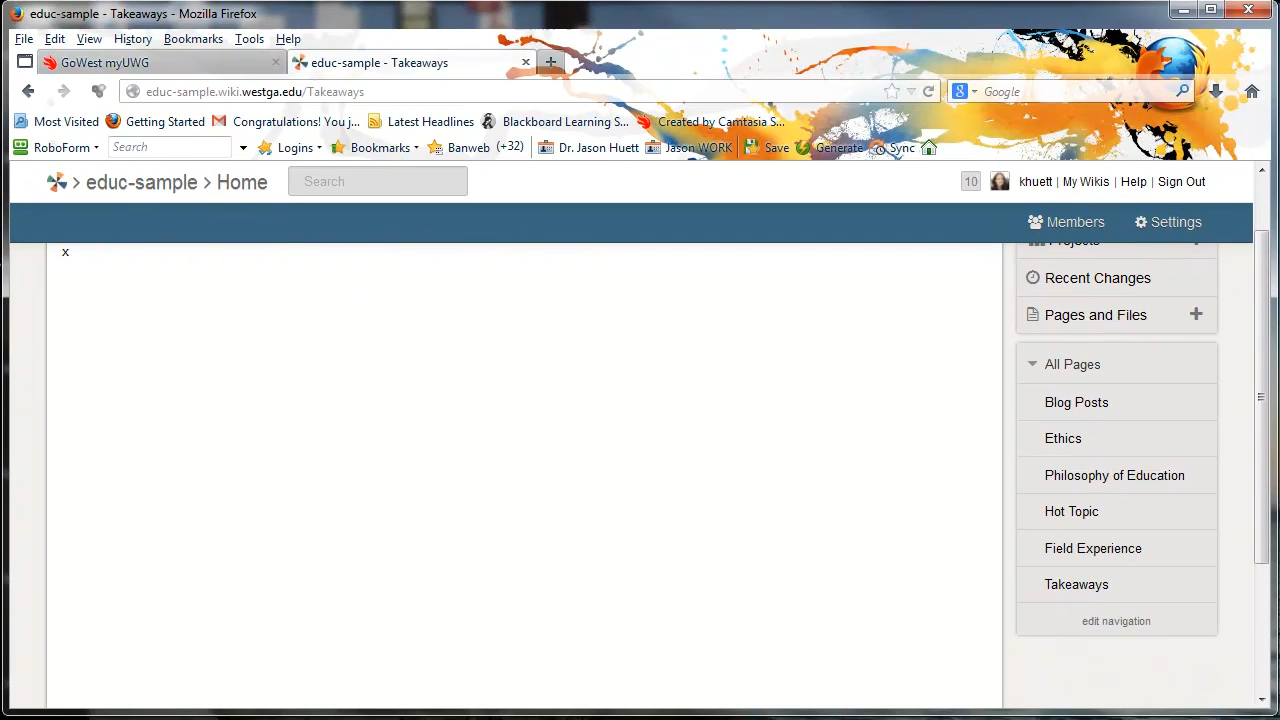 educ-sample - Takeaways - Mozilla Firefox
File Edit View History Bookmarks Tools Help
GoWest myUWG
educ-sample - Takeaways
educ-sample.wiki.westga.edu/Takeaways
Google
Most Visited Getting Started Congratulations! You j... Latest Headlines Blackboard Learning S... Created by Camtasia S...
RoboForm Search Logins Bookmarks Banweb (+32) Dr. Jason Huett Jason WORK Save Generate Sync
educ-sample > Home Search 10 khuett | My Wikis | Help | Sign Out
Members Settings
x
Projects
Recent Changes
Pages and Files
All Pages
Blog Posts
Ethics
Philosophy of Education
Hot Topic
Field Experience
Takeaways
edit navigation